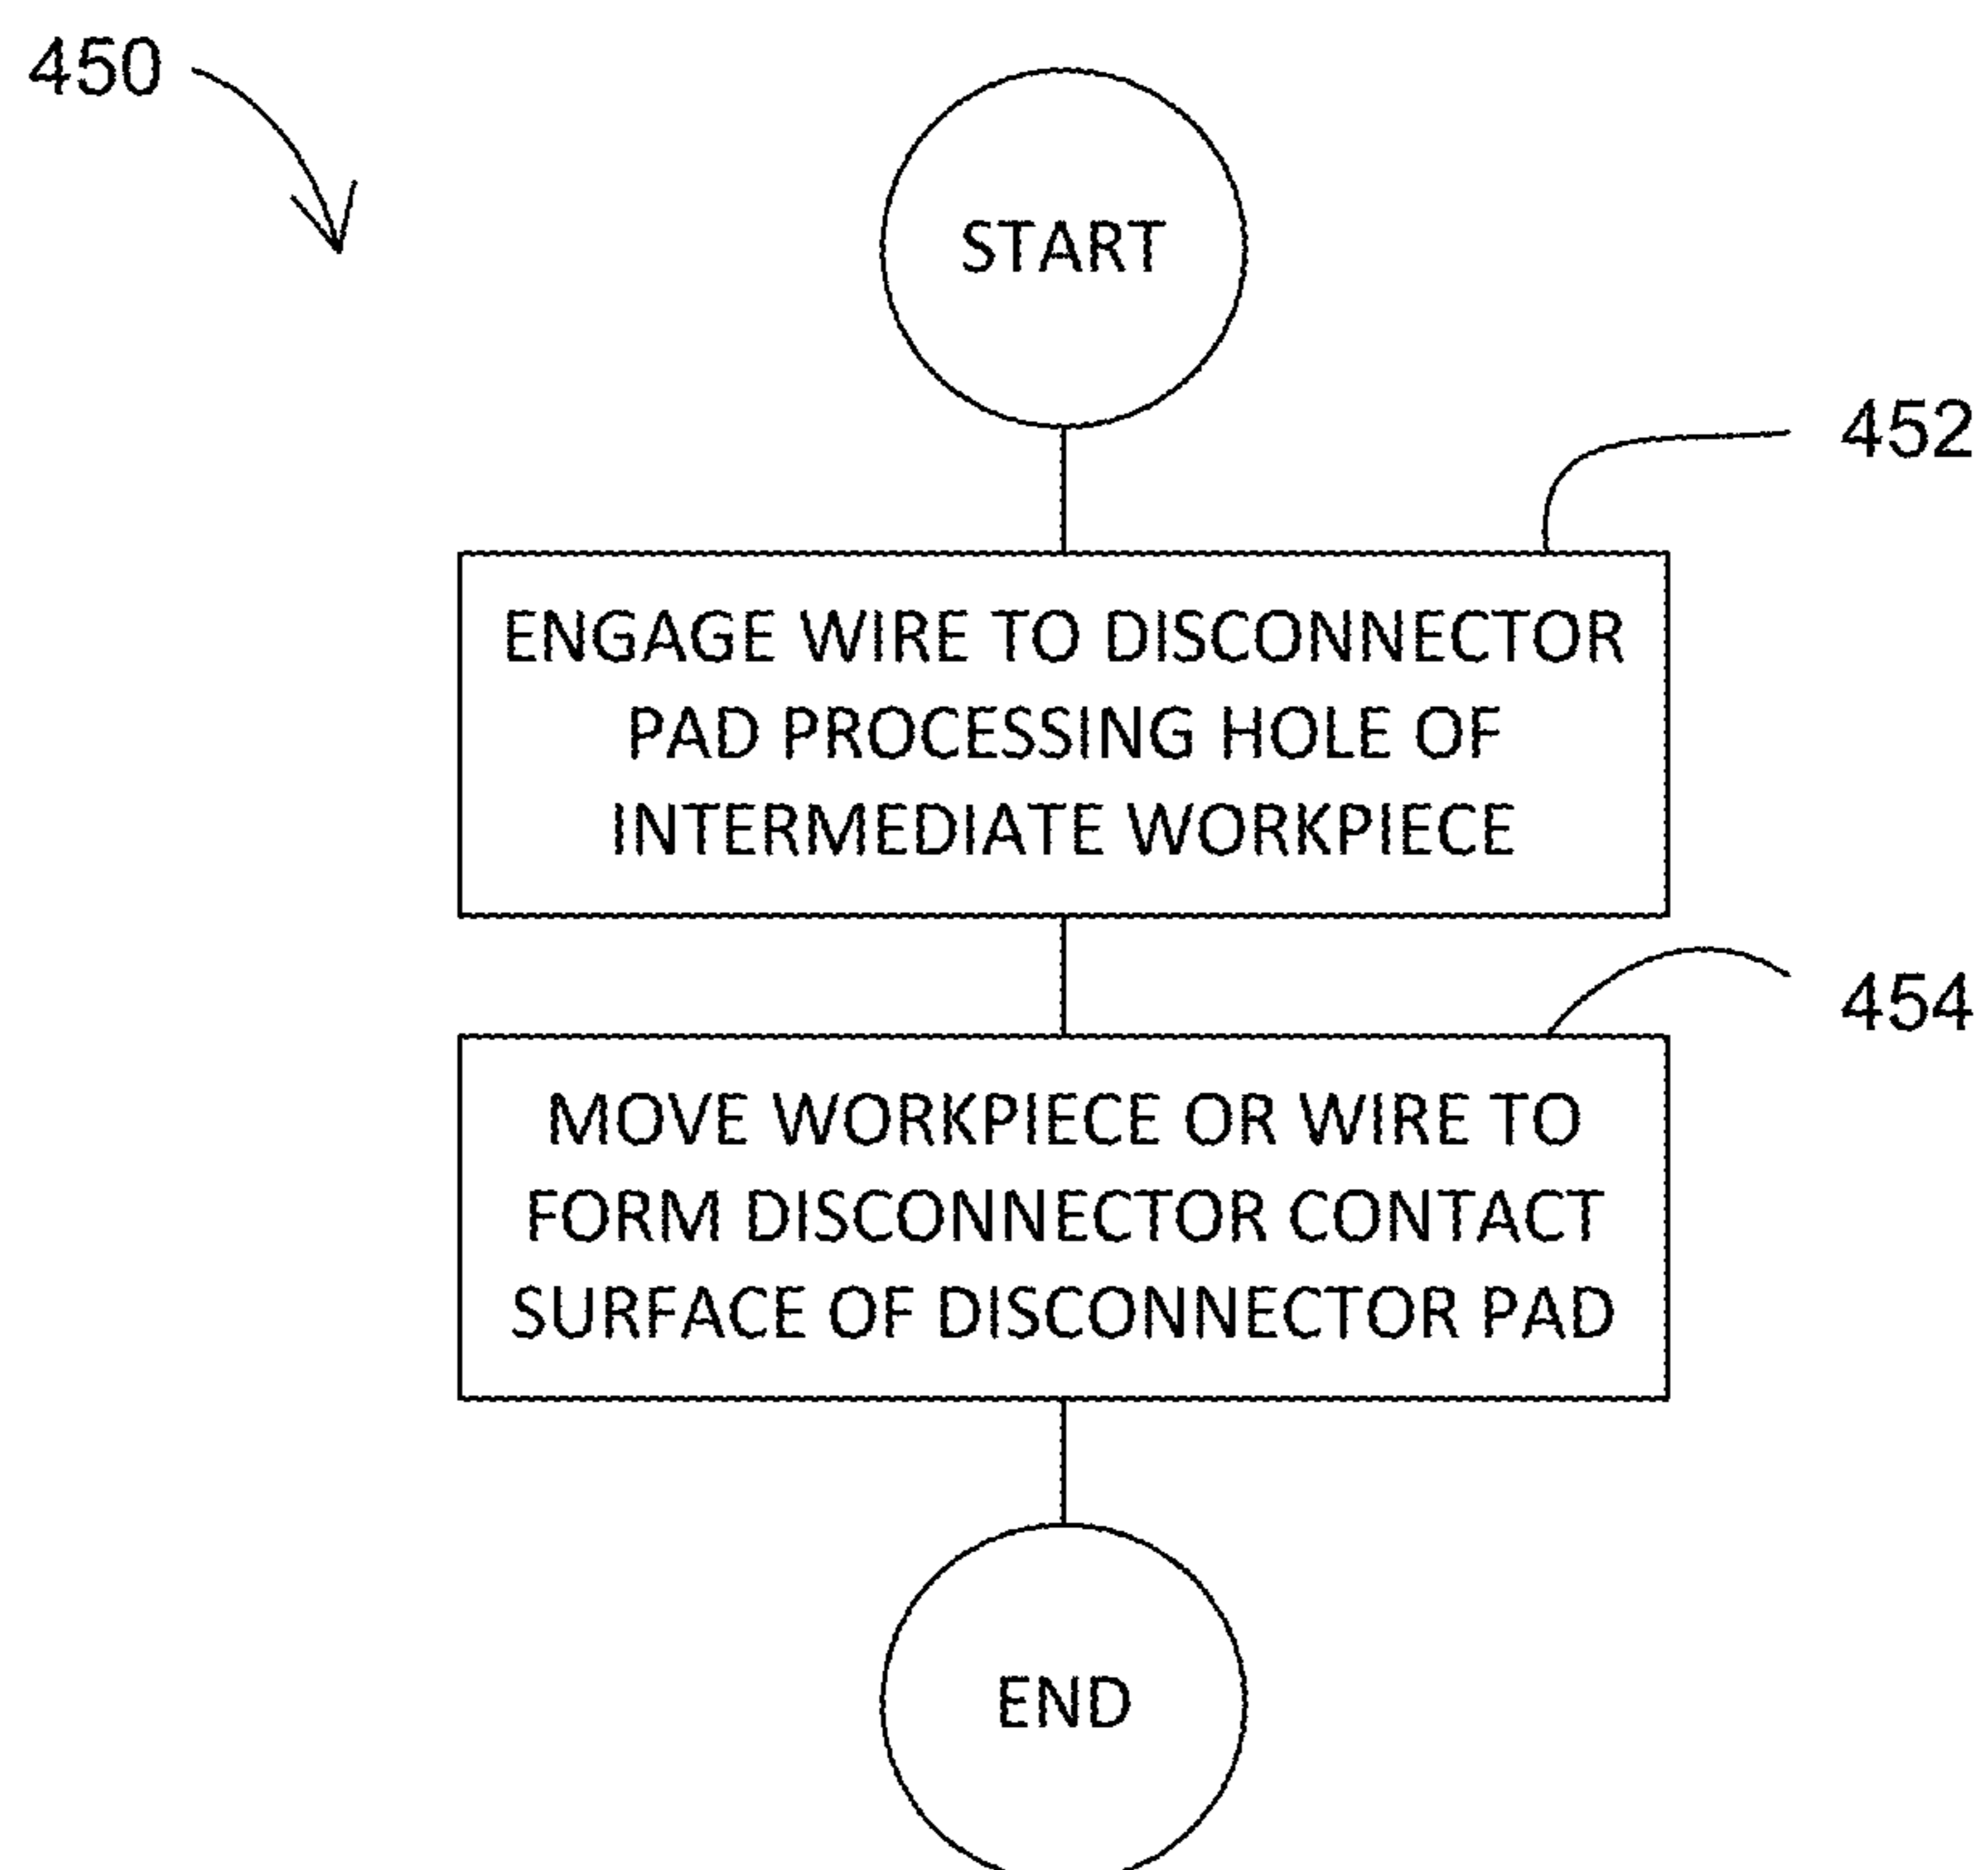 450
START
452
ENGAGE WIRE TO DISCONNECTOR
PAD PROCESSING HOLE OF
INTERMEDIATE WORKPIECE
454
MOVE WORKPIECE OR WIRE TO
FORM DISCONNECTOR CONTACT
SURFACE OF DISCONNECTOR PAD
END